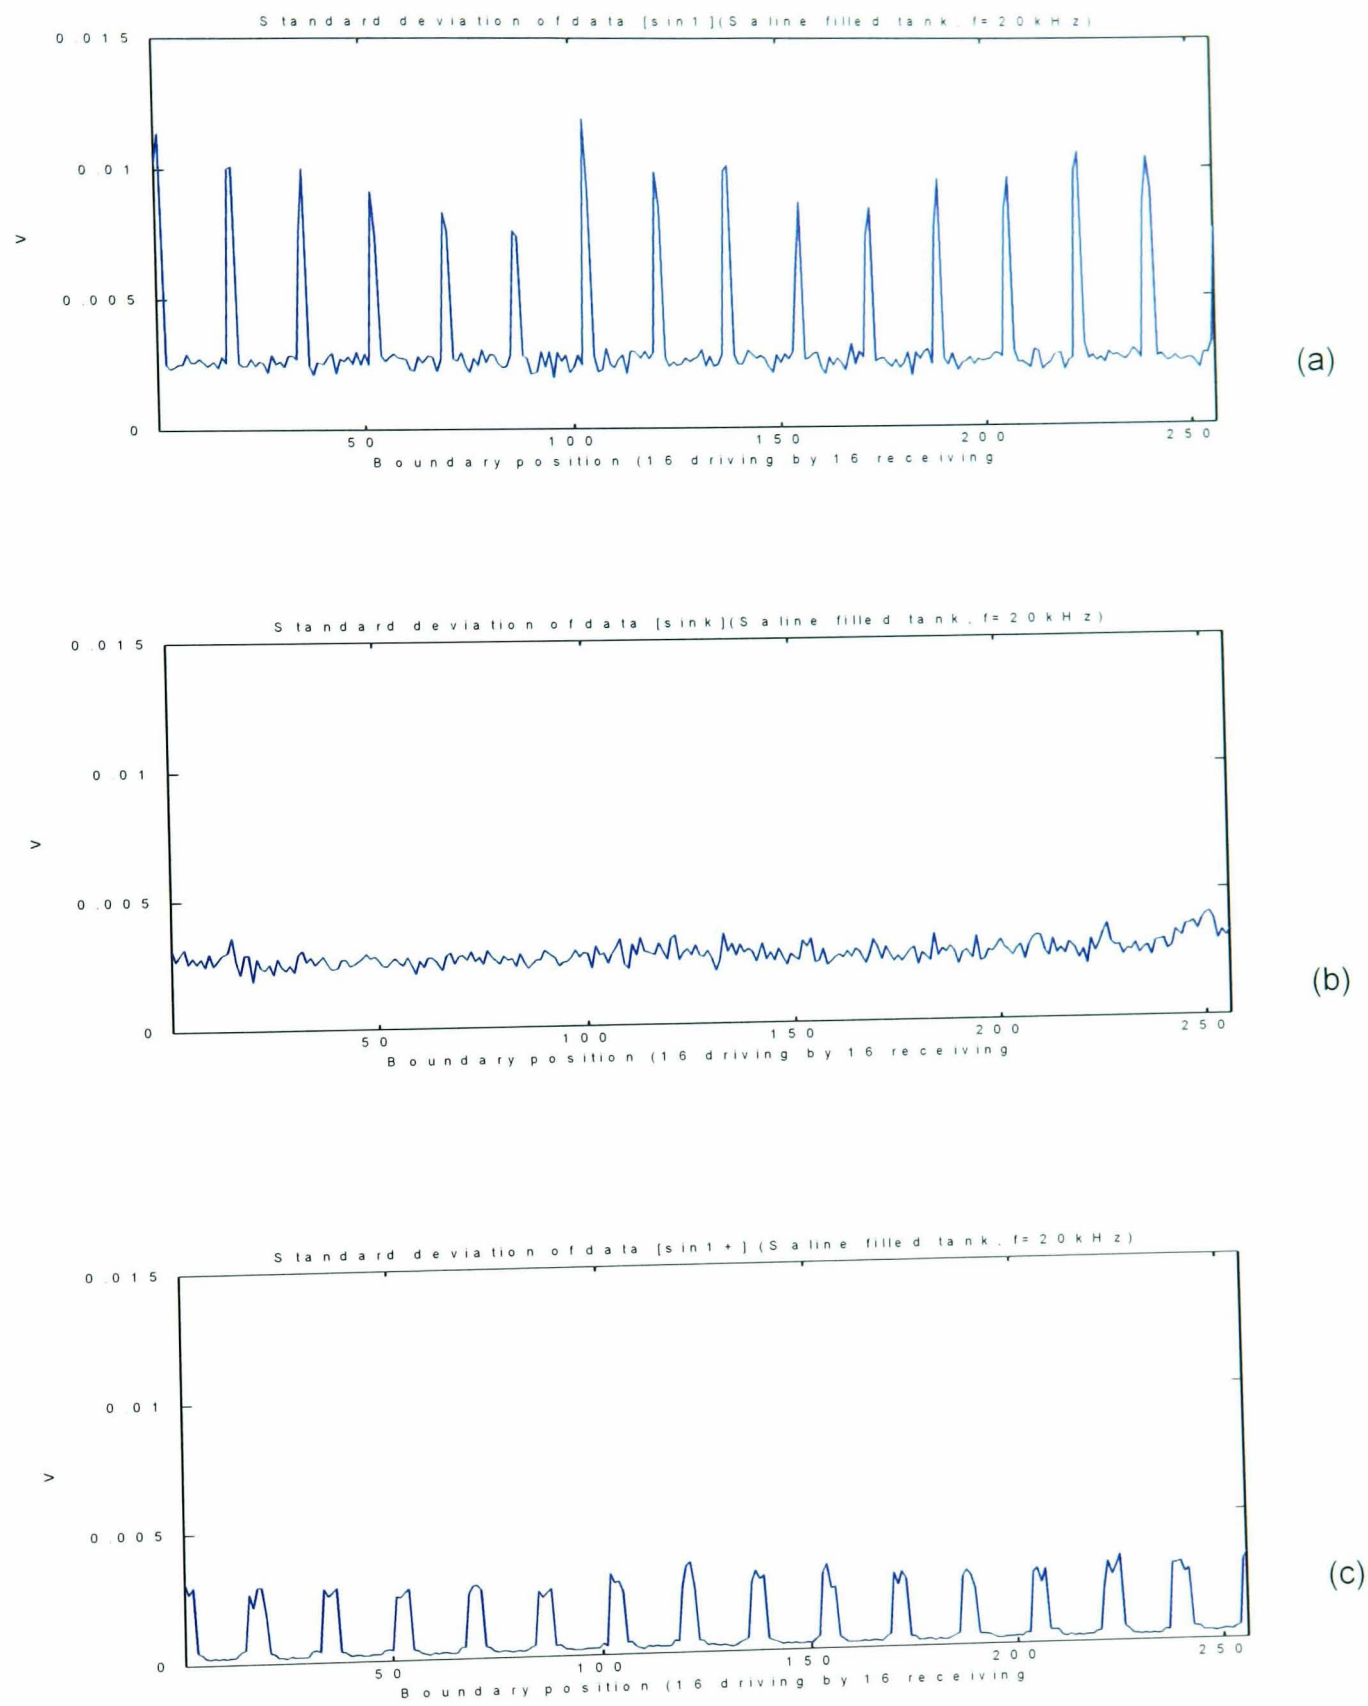 Standard deviation of data [sin1](Saline filled tank, f=20kHz)
0.015
0.01
0.005
0
V
50 100 150 200 250
Boundary position (16 driving by 16 receiving
(a)
Standard deviation of data [sink](Saline filled tank, f=20kHz)
0.015
0.01
0.005
0
V
50 100 150 200 250
Boundary position (16 driving by 16 receiving
(b)
Standard deviation of data [sin1+](Saline filled tank, f=20kHz)
0.015
0.01
0.005
0
V
50 100 150 200 250
Boundary position (16 driving by 16 receiving
(c)